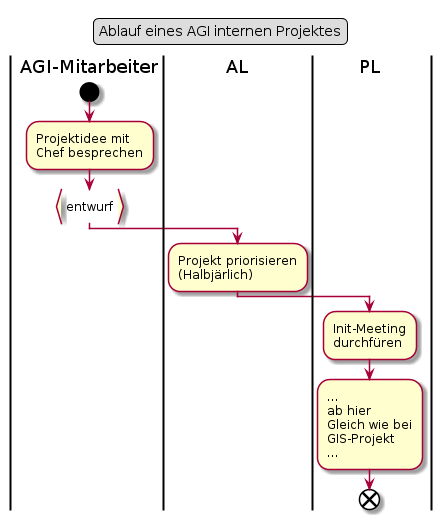 Ablauf eines AGI internen Projektes
AGI-Mitarbeiter
AL
PL
Projektidee mit
Chef besprechen
entwurf
Projekt priorisieren
(Halbjärlich)
Init-Meeting
durchfüren
...
ab hier
Gleich wie bei
GIS-Projekt
...